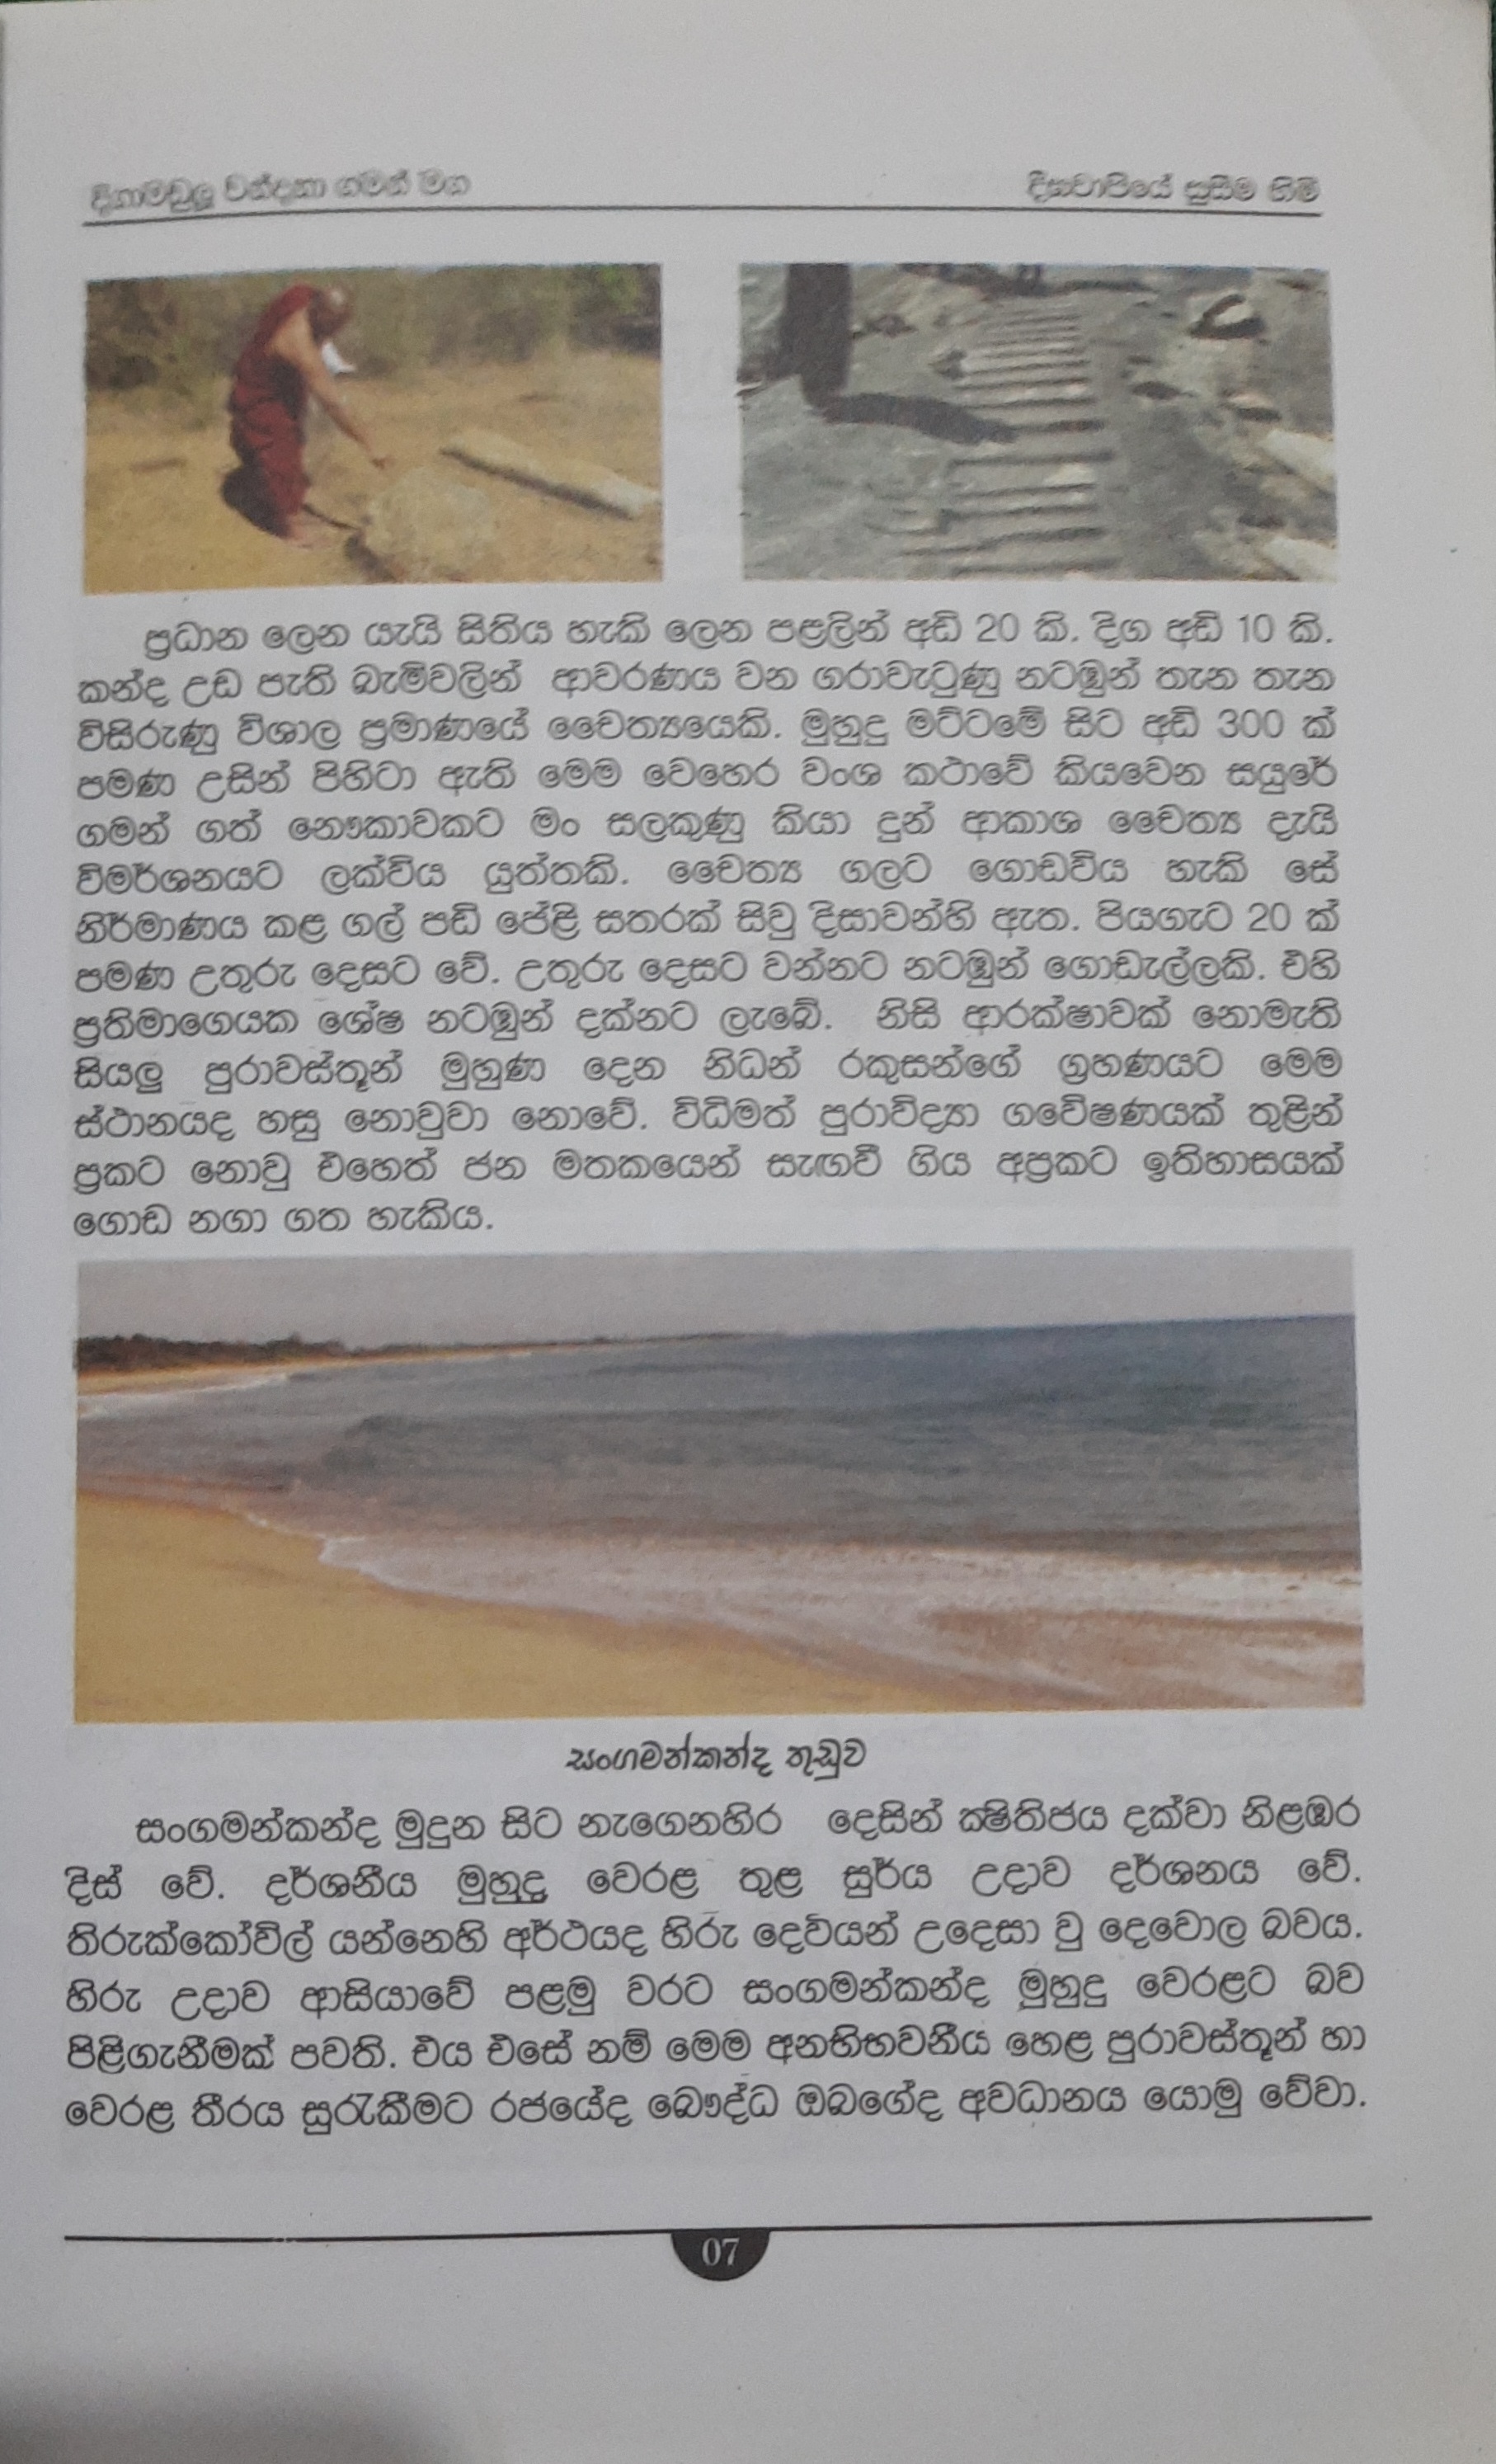 දිගාමඩුලු වන්දනා ගමන් මග
දිඝවාපියේ සුසිම හිමි
ප්‍රධාන ලෙන යැයි සිතිය හැකි ලෙන පළලින් අඩි 20 කි. දිග අඩි 10 කි.
කන්ද උඩ පැති බැම්වලින් ආවරණය වන ගරාවැටුණු නටඹුන් තැන තැන
විසිරුණු විශාල ප්‍රමාණයේ චෛත්‍යයෙකි. මුහුදු මට්ටමේ සිට අඩි 300 ක්
පමණ උසින් පිහිටා ඇති මෙම වෙහෙර වංශ කථාවේ කියවෙන සයුරේ
ගමන් ගත් නෞකාවකට මං සලකුණු කියා දුන් ආකාශ චෛත්‍ය දැයි
විමර්ශනයට ලක්විය යුත්තකි. චෛත්‍ය ගලට ගොඩවිය හැකි සේ
නිර්මාණය කළ ගල් පඩි පේළි සතරක් සිවු දිසාවන්හි ඇත. පියගැට 20 ක්
පමණ උතුරු දෙසට වේ. උතුරු දෙසට වන්නට නටඹුන් ගොඩැල්ලකි. එහි
ප්‍රතිමාගෙයක ශේෂ නටඹුන් දක්නට ලැබේ. නිසි ආරක්ෂාවක් නොමැති
සියලු පුරාවස්තූන් මුහුණ දෙන නිධන් රකුසන්ගේ ග්‍රහණයට මෙම
ස්ථානයද හසු නොවුවා නොවේ. විධිමත් පුරාවිද්‍යා ගවේෂණයක් තුළින්
ප්‍රකට නොවු එහෙත් ජන මතකයෙන් සැඟවී ගිය අප්‍රකට ඉතිහාසයක්
ගොඩ නගා ගත හැකිය.
සංගමන්කන්ද තුඩුව
සංගමන්කන්ද මුදුන සිට නැගෙනහිර දෙසින් ක්‍ෂිතිජය දක්වා නිළඹර
දිස් වේ. දර්ශනීය මුහුදු වෙරළ තුළ සුර්ය උදාව දර්ශනය වේ.
තිරුක්කෝවිල් යන්නෙහි අර්ථයද හිරු දෙවියන් උදෙසා වු දෙවොල බවය.
හිරු උදාව ආසියාවේ පළමු වරට සංගමන්කන්ද මුහුදු වෙරළට බව
පිළිගැනීමක් පවති. එය එසේ නම් මෙම අනභිභවනීය හෙළ පුරාවස්තූන් හා
වෙරළ තීරය සුරැකීමට රජයේද බෞද්ධ ඔබගේද අවධානය යොමු වේවා.
07